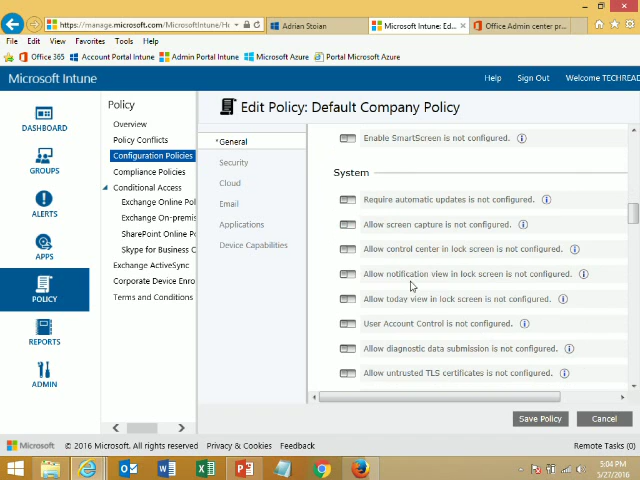 https://manage.microsoft.com/MicrosoftIntune/H
Adrian Stoian
Microsoft Intune: Ed...
Office Admin center pr...
File Edit View Favorites Tools Help
Office 365
Account Portal Intune
Admin Portal Intune
Microsoft Azure
Portal Microsoft Azure
Microsoft Intune
Help
Sign Out
Welcome TECHREAD
DASHBOARD
GROUPS
ALERTS
APPS
POLICY
REPORTS
ADMIN
Policy
Overview
Policy Conflicts
Configuration Policies
Compliance Policies
Conditional Access
Exchange Online Pol
Exchange On-premis
SharePoint Online Po
Skype for Business O
Exchange ActiveSync
Corporate Device Enro
Terms and Conditions
Edit Policy: Default Company Policy
*General
Security
Cloud
Email
Applications
Device Capabilities
Enable SmartScreen is not configured.
System
Require automatic updates is not configured.
Allow screen capture is not configured.
Allow control center in lock screen is not configured.
Allow notification view in lock screen is not configured.
Allow today view in lock screen is not configured.
User Account Control is not configured.
Allow diagnostic data submission is not configured.
Allow untrusted TLS certificates is not configured.
Save Policy
Cancel
Microsoft
© 2016 Microsoft. All rights reserved
Privacy & Cookies
Feedback
Remote Tasks (0)
5:04 PM
5/27/2016